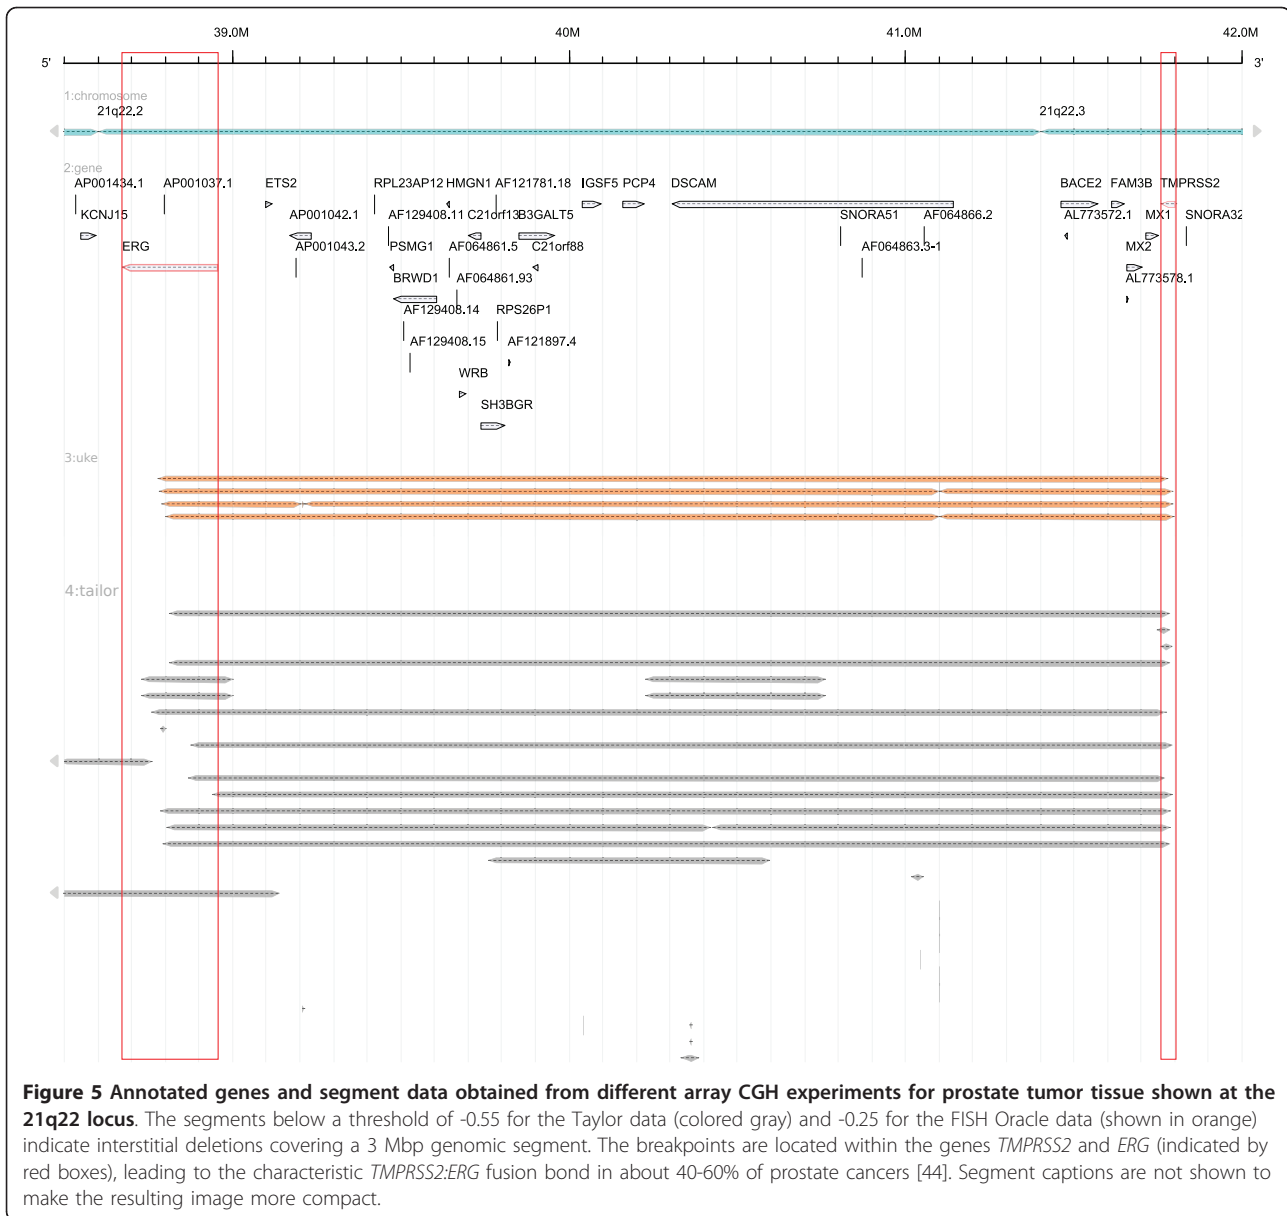 39.0M 40M 41.0M 42.0M
5' 3'
1:chromosome
21q22.2 21q22.3
2:gene
AP001434.1 AP001037.1 ETS2 RPL23AP12 HMGN1 AF121781.18 IGSF5 PCP4 DSCAM BACE2 FAM3B TMPRSS2
KCNJ15 AP001042.1 AF129408.11 C21orf13 B3GALT5 SNORA51 AF064866.2 AL773572.1 MX1 SNORA32
ERG AP001043.2 PSMG1 AF064861.5 C21orf88 AF064863.3-1 MX2
BRWD1 AF064861.93 AL773578.1
AF129408.14 RPS26P1
AF129408.15 AF121897.4
WRB
SH3BGR
3:uke
4:tailor
Figure 5 Annotated genes and segment data obtained from different array CGH experiments for prostate tumor tissue shown at the
21q22 locus. The segments below a threshold of -0.55 for the Taylor data (colored gray) and -0.25 for the FISH Oracle data (shown in orange)
indicate interstitial deletions covering a 3 Mbp genomic segment. The breakpoints are located within the genes TMPRSS2 and ERG (indicated by
red boxes), leading to the characteristic TMPRSS2:ERG fusion bond in about 40-60% of prostate cancers [44]. Segment captions are not shown to
make the resulting image more compact.